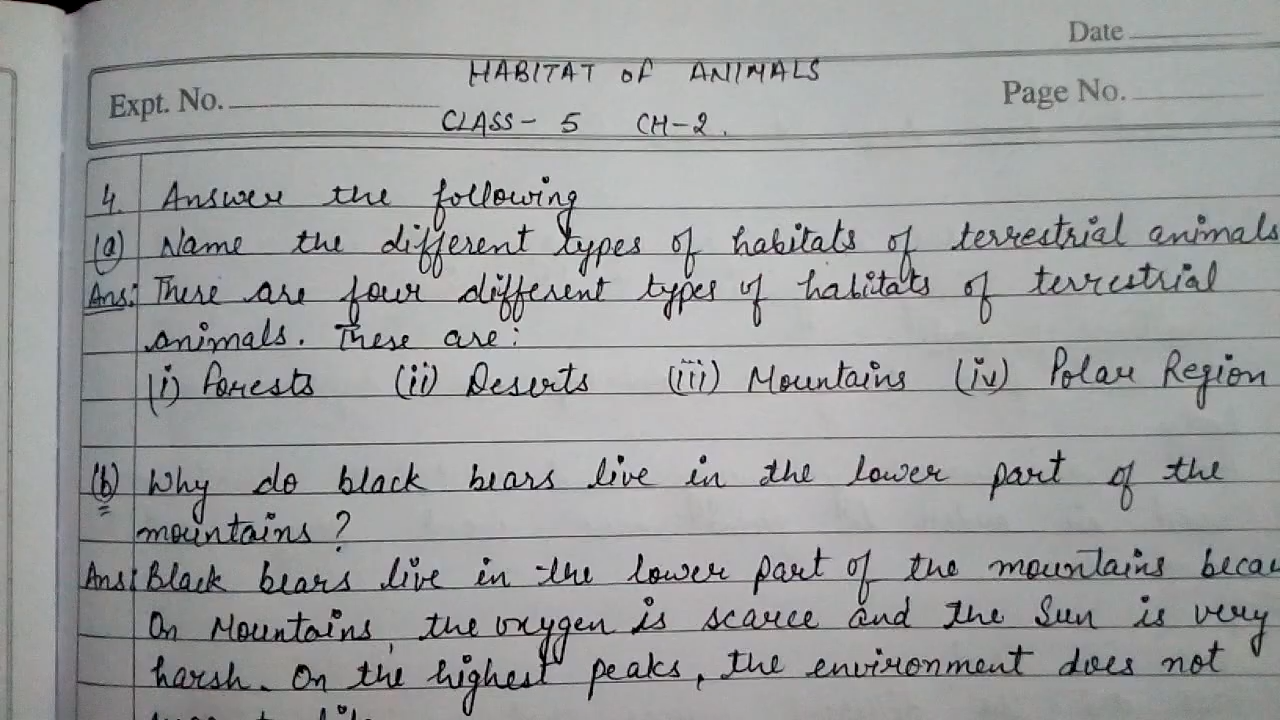 Date
HABITAT OF ANIMALS
Expt. No.
Page No.
CLASS- 5 CH-2.
4. Answer the following
(a) Name the different types of habitats of terrestrial animals
Ans: There are four different types of habitats of terrestrial
animals. These are:
(i) Forests (ii) Deserts (iii) Mountains (iv) Polar Region
(b) Why do black bears live in the lower part of the
mountains?
Ans: Black bears live in the lower part of the mountains becau
On Mountains, the oxygen is scarce and the Sun is very
harsh. On the highest peaks, the environment does not